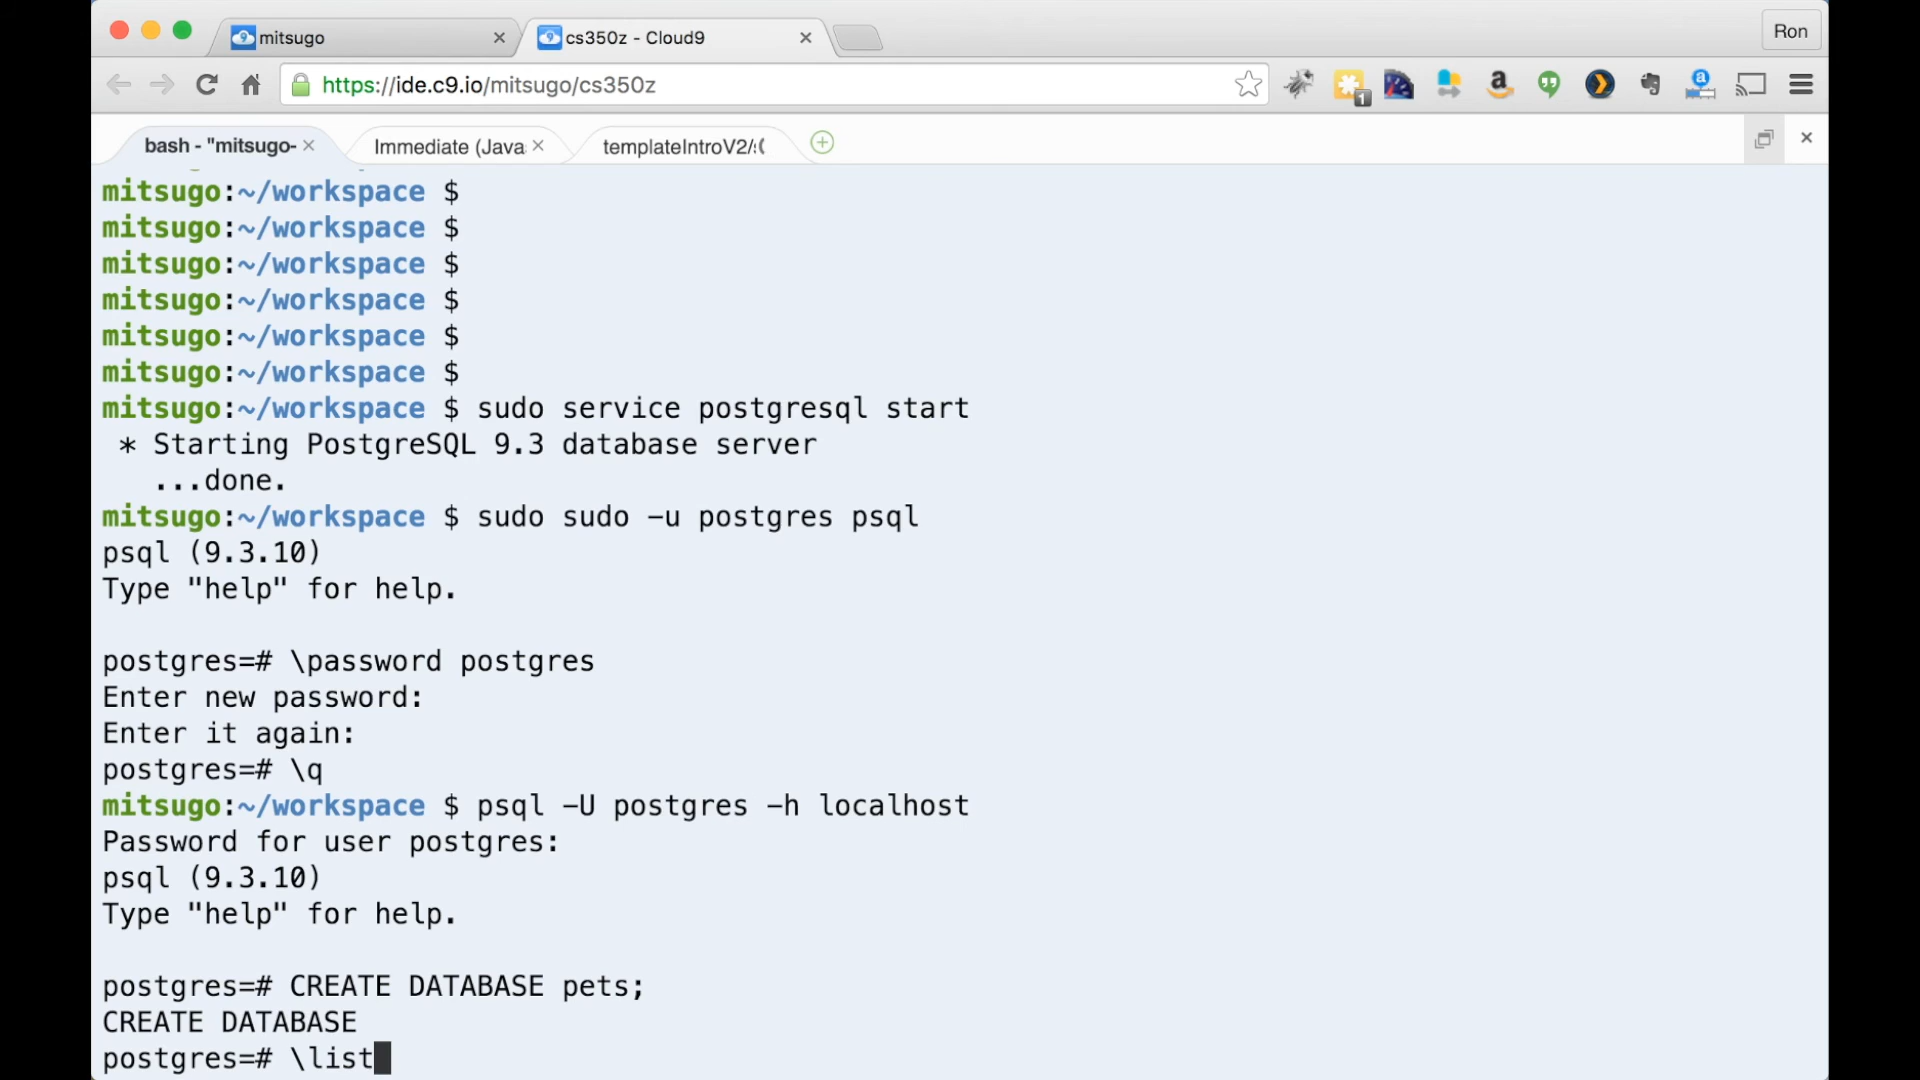 mitsugo
cs350z - Cloud9
Ron
https://ide.c9.io/mitsugo/cs350z
1
bash - "mitsugo-
Immediate (Java
templateIntroV2/
mitsugo:~/workspace $
mitsugo:~/workspace $
mitsugo:~/workspace $
mitsugo:~/workspace $
mitsugo:~/workspace $
mitsugo:~/workspace $
mitsugo:~/workspace $ sudo service postgresql start
 * Starting PostgreSQL 9.3 database server
   ...done.
mitsugo:~/workspace $ sudo sudo -u postgres psql
psql (9.3.10)
Type "help" for help.
postgres=# \password postgres
Enter new password:
Enter it again:
postgres=# \q
mitsugo:~/workspace $ psql -U postgres -h localhost
Password for user postgres:
psql (9.3.10)
Type "help" for help.
postgres=# CREATE DATABASE pets;
CREATE DATABASE
postgres=# \list